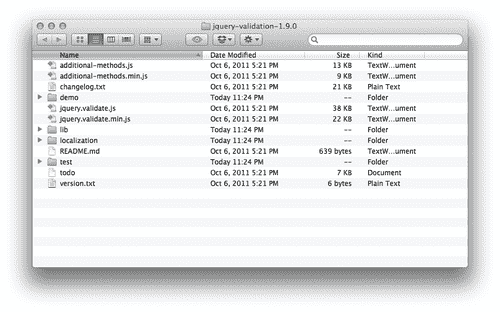 jquery-validation-1.9.0
Name Date Modified Size Kind
additional-methods.js Oct 6, 2011 5:21 PM 13 KB TextW...ument
additional-methods.min.js Oct 6, 2011 5:21 PM 9 KB TextW...ument
changelog.txt Oct 6, 2011 5:21 PM 21 KB Plain Text
demo Today 11:24 PM -- Folder
jquery.validate.js Oct 6, 2011 5:21 PM 38 KB TextW...ument
jquery.validate.min.js Oct 6, 2011 5:21 PM 22 KB TextW...ument
lib Today 11:24 PM -- Folder
localization Today 11:24 PM -- Folder
README.md Oct 6, 2011 5:21 PM 639 bytes TextW...ument
test Today 11:24 PM -- Folder
todo Oct 6, 2011 5:21 PM 7 KB Document
version.txt Oct 6, 2011 5:21 PM 6 bytes Plain Text